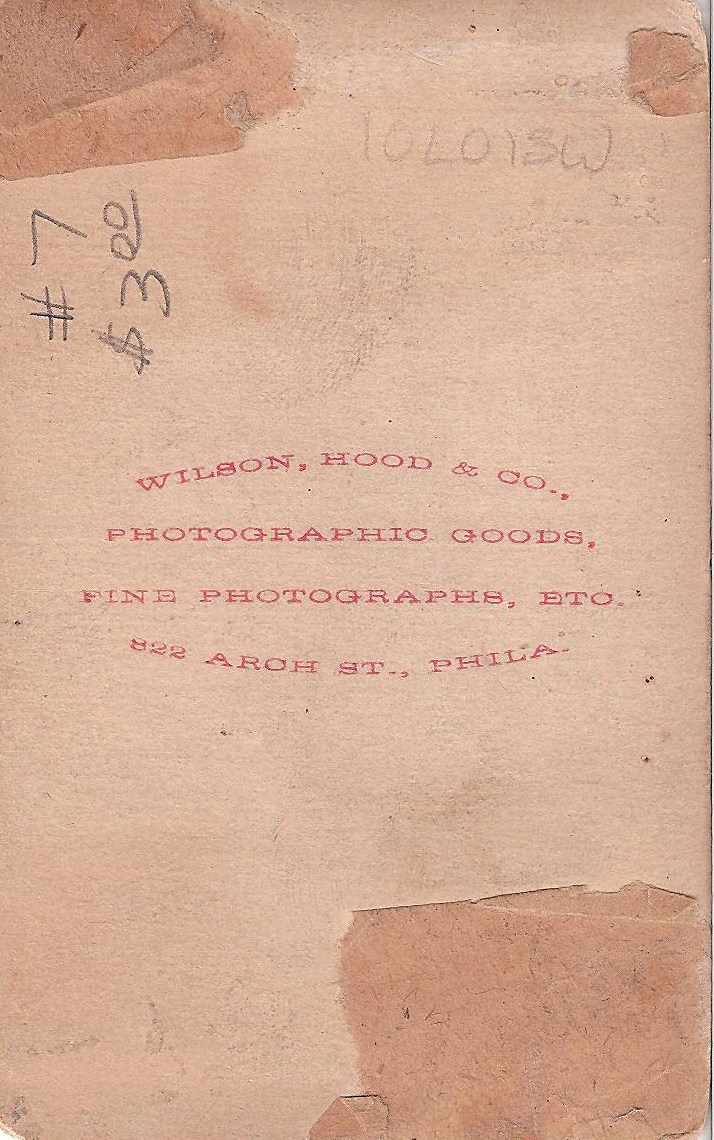 10L013W
#7
$3.00
WILSON, HOOD & CO.,
PHOTOGRAPHIC GOODS,
FINE PHOTOGRAPHS, ETC.
822 ARCH ST., PHILA.